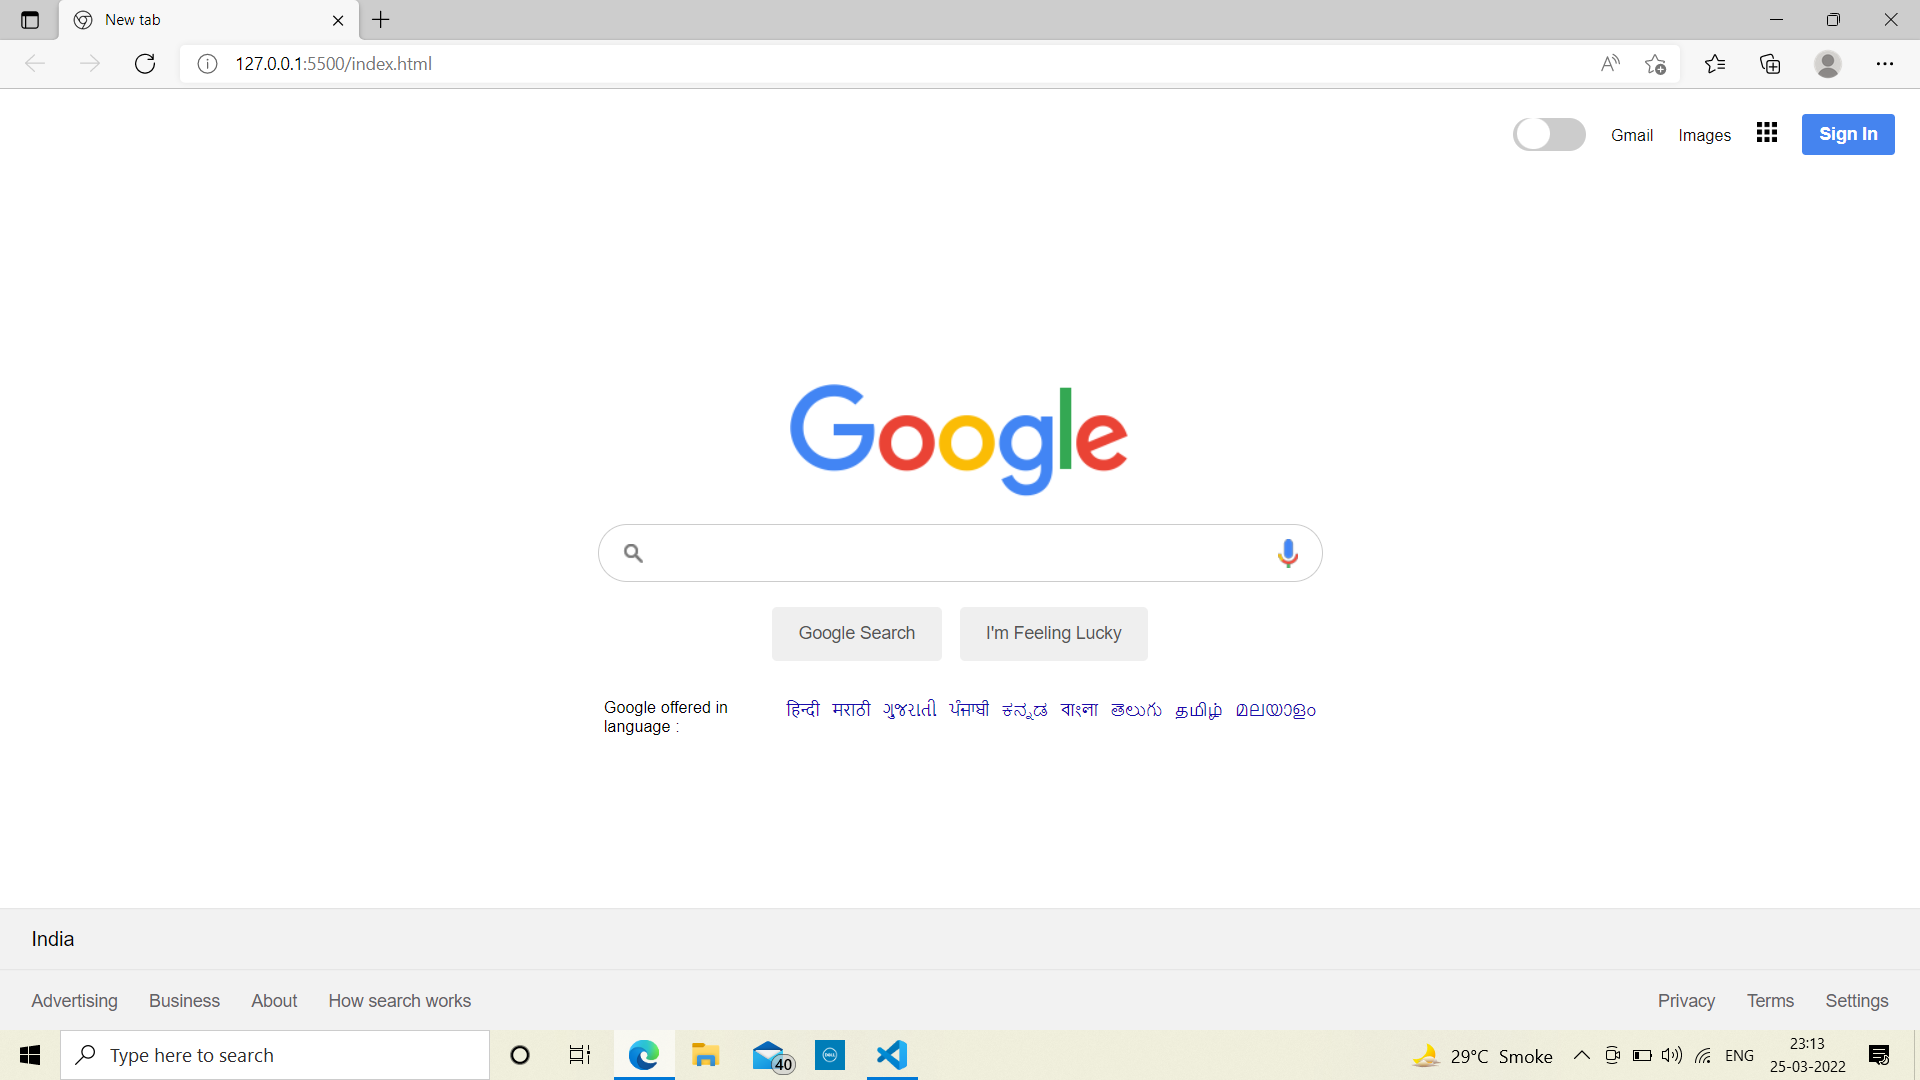 New tab
127.0.0.1:5500/index.html
Gmail Images Sign In
Google
Google Search I'm Feeling Lucky
Google offered in हिन्दी मराठी ગુજરાતી ਪੰਜਾਬੀ ಕನ್ನಡ বাংলা తెలుగు தமிழ் മലയാളം
language :
India
Advertising Business About How search works Privacy Terms Settings
Type here to search 40 DELL 29°C Smoke ENG 23:13
25-03-2022